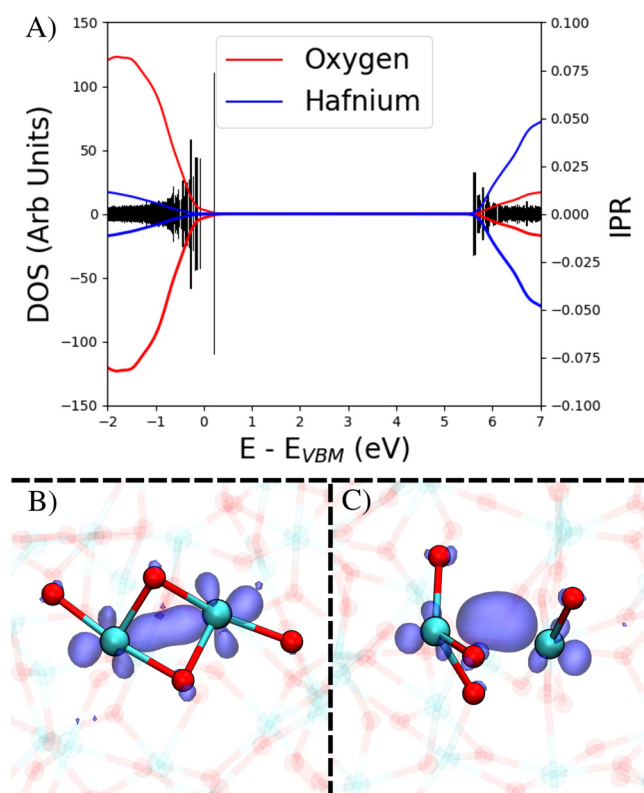 A)
Oxygen
Hafnium
DOS (Arb Units)
150
100
50
0
−50
−100
−150
IPR
0.100
0.075
0.050
0.025
0.000
−0.025
−0.050
−0.075
−0.100
−2 −1 0 1 2 3 4 5 6 7
E - E_VBM (eV)
B)
C)